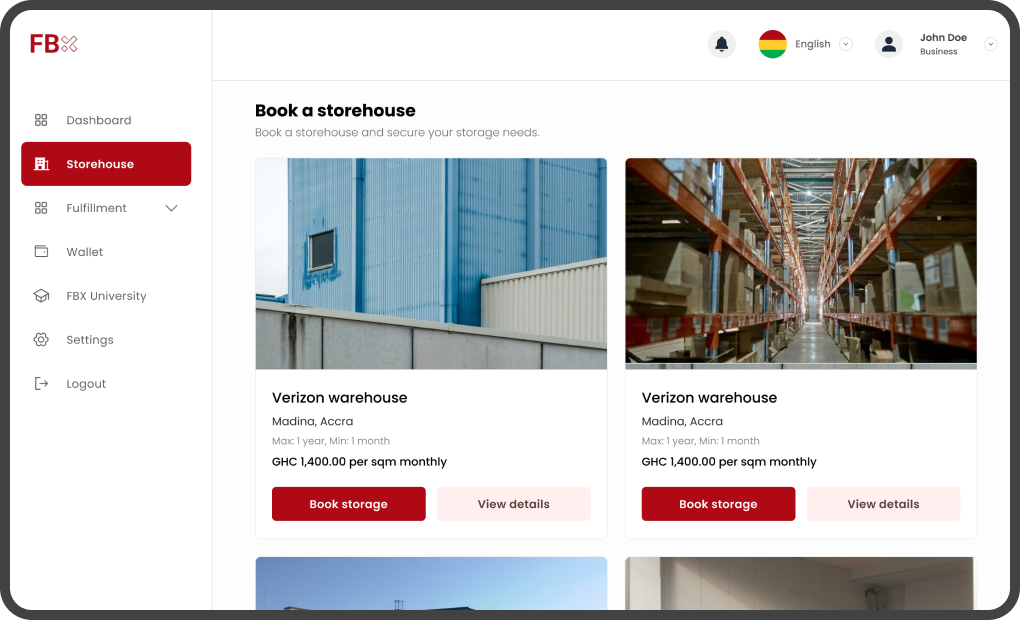 FBX
English
John Doe
Business
Dashboard
Storehouse
Fulfillment
Wallet
FBX University
Settings
Logout
Book a storehouse
Book a storehouse and secure your storage needs.
Verizon warehouse
Madina, Accra
Max: 1 year, Min: 1 month
GHC 1,400.00 per sqm monthly
Book storage
View details
Verizon warehouse
Madina, Accra
Max: 1 year, Min: 1 month
GHC 1,400.00 per sqm monthly
Book storage
View details